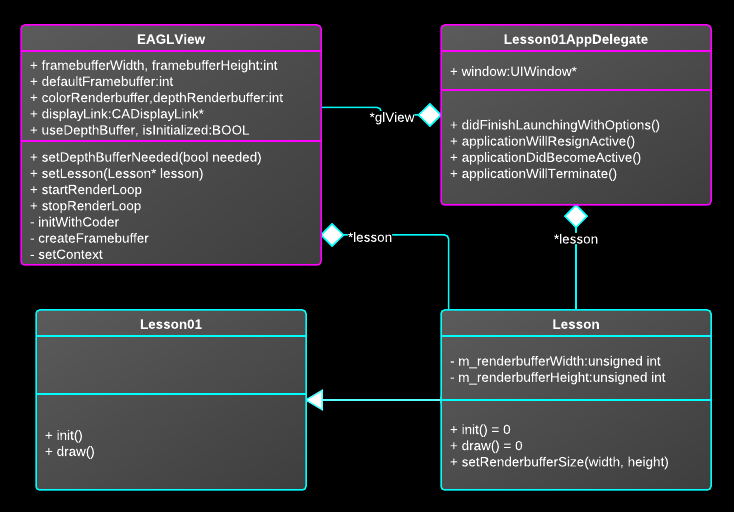 EAGLView
+ framebufferWidth, framebufferHeight:int
+ defaultFramebuffer:int
+ colorRenderbuffer,depthRenderbuffer:int
+ displayLink:CADisplayLink*
+ useDepthBuffer, isInitialized:BOOL
+ setDepthBufferNeeded(bool needed)
+ setLesson(Lesson* lesson)
+ startRenderLoop
+ stopRenderLoop
- initWithCoder
- createFramebuffer
- setContext
*glView
Lesson01AppDelegate
+ window:UIWindow*
+ didFinishLaunchingWithOptions()
+ applicationWillResignActive()
+ applicationDidBecomeActive()
+ applicationWillTerminate()
*lesson
*lesson
Lesson01
+ init()
+ draw()
Lesson
- m_renderbufferWidth:unsigned int
- m_renderbufferHeight:unsigned int
+ init() = 0
+ draw() = 0
+ setRenderbufferSize(width, height)